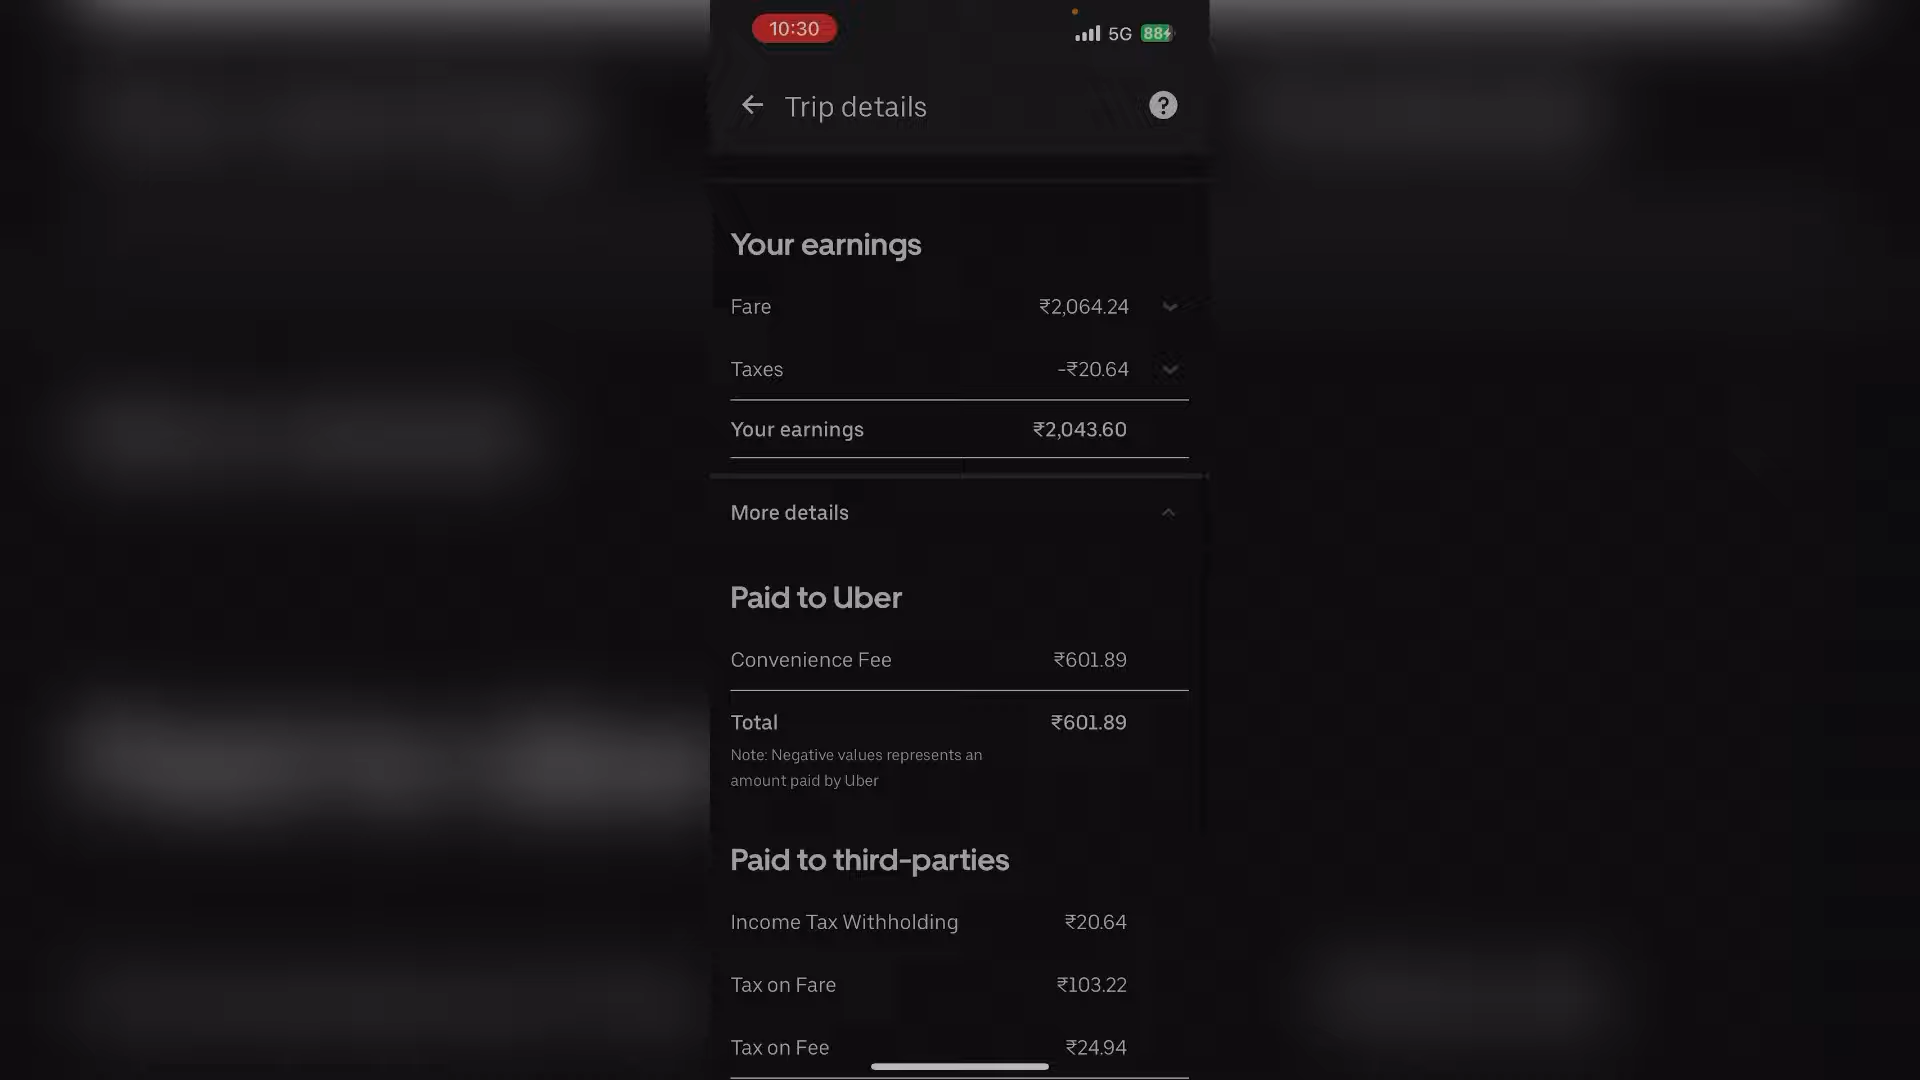 10:30
5G 88
Trip details
?
Your earnings
Fare ₹2,064.24
Taxes -₹20.64
Your earnings ₹2,043.60
More details
Paid to Uber
Convenience Fee ₹601.89
Total ₹601.89
Note: Negative values represents an
amount paid by Uber
Paid to third-parties
Income Tax Withholding ₹20.64
Tax on Fare ₹103.22
Tax on Fee ₹24.94